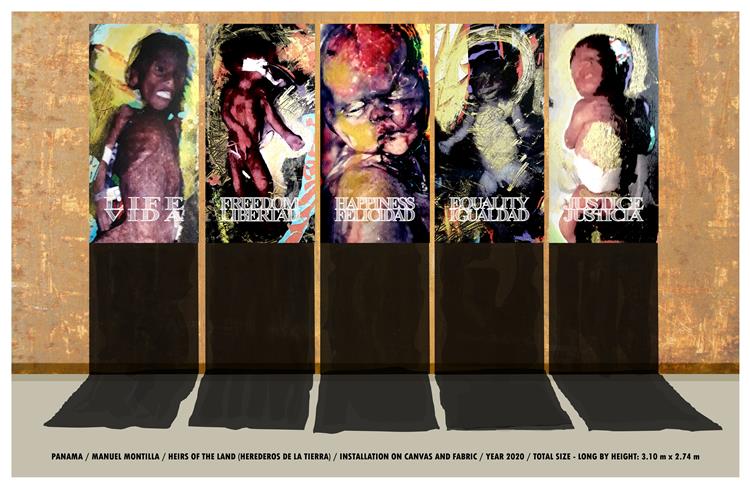 LIFE
VIDA
FREEDOM
LIBERTAD
HAPPINESS
FELICIDAD
EQUALITY
IGUALDAD
JUSTICE
JUSTICIA
PANAMA / MANUEL MONTILLA / HEIRS OF THE LAND (HEREDEROS DE LA TIERRA) / INSTALLATION ON CANVAS AND FABRIC / YEAR 2020 / TOTAL SIZE - LONG BY HEIGHT: 3.10 m x 2.74 m